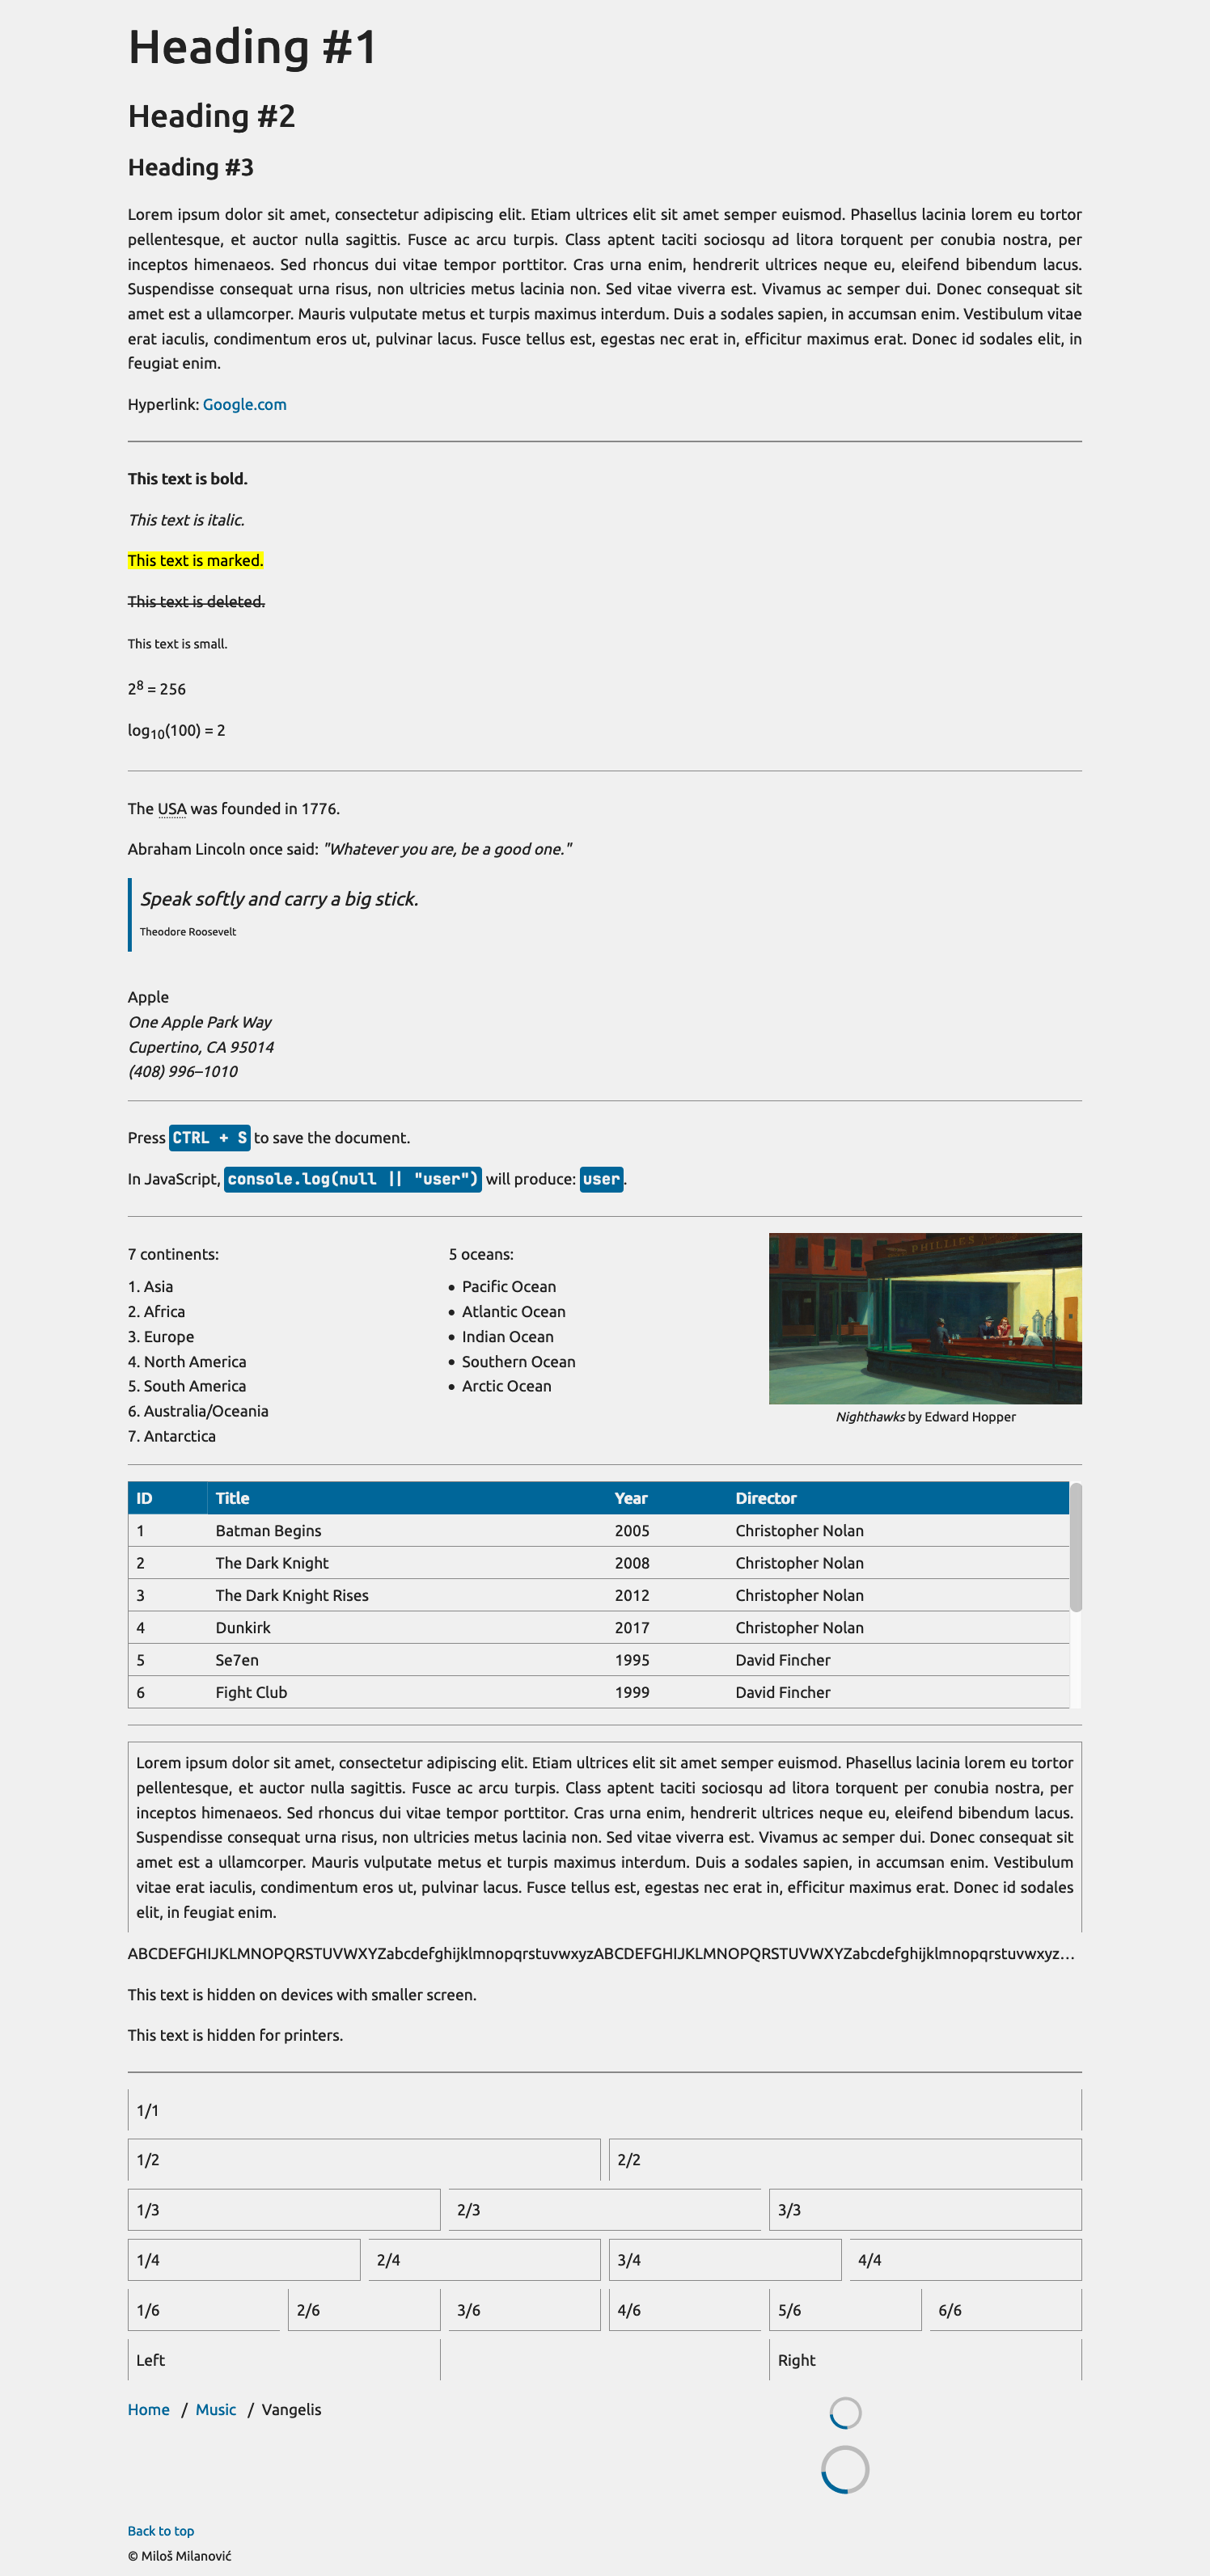 Heading #1
Heading #2
Heading #3
Lorem ipsum dolor sit amet, consectetur adipiscing elit. Etiam ultrices elit sit amet semper euismod. Phasellus lacinia lorem eu tortor
pellentesque, et auctor nulla sagittis. Fusce ac arcu turpis. Class aptent taciti sociosqu ad litora torquent per conubia nostra, per
inceptos himenaeos. Sed rhoncus dui vitae tempor porttitor. Cras urna enim, hendrerit ultrices neque eu, eleifend bibendum lacus.
Suspendisse consequat urna risus, non ultricies metus lacinia non. Sed vitae viverra est. Vivamus ac semper dui. Donec consequat sit
amet est a ullamcorper. Mauris vulputate metus et turpis maximus interdum. Duis a sodales sapien, in accumsan enim. Vestibulum vitae
erat iaculis, condimentum eros ut, pulvinar lacus. Fusce tellus est, egestas nec erat in, efficitur maximus erat. Donec id sodales elit, in
feugiat enim.
Hyperlink: Google.com
This text is bold.
This text is italic.
This text is marked.
This text is deleted.
This text is small.
2⁸ = 256
log₁₀(100) = 2
The USA was founded in 1776.
Abraham Lincoln once said: "Whatever you are, be a good one."
Speak softly and carry a big stick.
Theodore Roosevelt
Apple
One Apple Park Way
Cupertino, CA 95014
(408) 996–1010
Press CTRL + S to save the document.
In JavaScript, console.log(null || "user") will produce: user.
7 continents:
1. Asia
2. Africa
3. Europe
4. North America
5. South America
6. Australia/Oceania
7. Antarctica
5 oceans:
• Pacific Ocean
• Atlantic Ocean
• Indian Ocean
• Southern Ocean
• Arctic Ocean
PHILLIES
Nighthawks by Edward Hopper
ID Title Year Director
1 Batman Begins 2005 Christopher Nolan
2 The Dark Knight 2008 Christopher Nolan
3 The Dark Knight Rises 2012 Christopher Nolan
4 Dunkirk 2017 Christopher Nolan
5 Se7en 1995 David Fincher
6 Fight Club 1999 David Fincher
Lorem ipsum dolor sit amet, consectetur adipiscing elit. Etiam ultrices elit sit amet semper euismod. Phasellus lacinia lorem eu tortor
pellentesque, et auctor nulla sagittis. Fusce ac arcu turpis. Class aptent taciti sociosqu ad litora torquent per conubia nostra, per
inceptos himenaeos. Sed rhoncus dui vitae tempor porttitor. Cras urna enim, hendrerit ultrices neque eu, eleifend bibendum lacus.
Suspendisse consequat urna risus, non ultricies metus lacinia non. Sed vitae viverra est. Vivamus ac semper dui. Donec consequat sit
amet est a ullamcorper. Mauris vulputate metus et turpis maximus interdum. Duis a sodales sapien, in accumsan enim. Vestibulum
vitae erat iaculis, condimentum eros ut, pulvinar lacus. Fusce tellus est, egestas nec erat in, efficitur maximus erat. Donec id sodales
elit, in feugiat enim.
ABCDEFGHIJKLMNOPQRSTUVWXYZabcdefghijklmnopqrstuvwxyzABCDEFGHIJKLMNOPQRSTUVWXYZabcdefghijklmnopqrstuvwxyz…
This text is hidden on devices with smaller screen.
This text is hidden for printers.
1/1
1/2 2/2
1/3 2/3 3/3
1/4 2/4 3/4 4/4
1/6 2/6 3/6 4/6 5/6 6/6
Left Right
Home / Music / Vangelis
Back to top
© Miloš Milanović